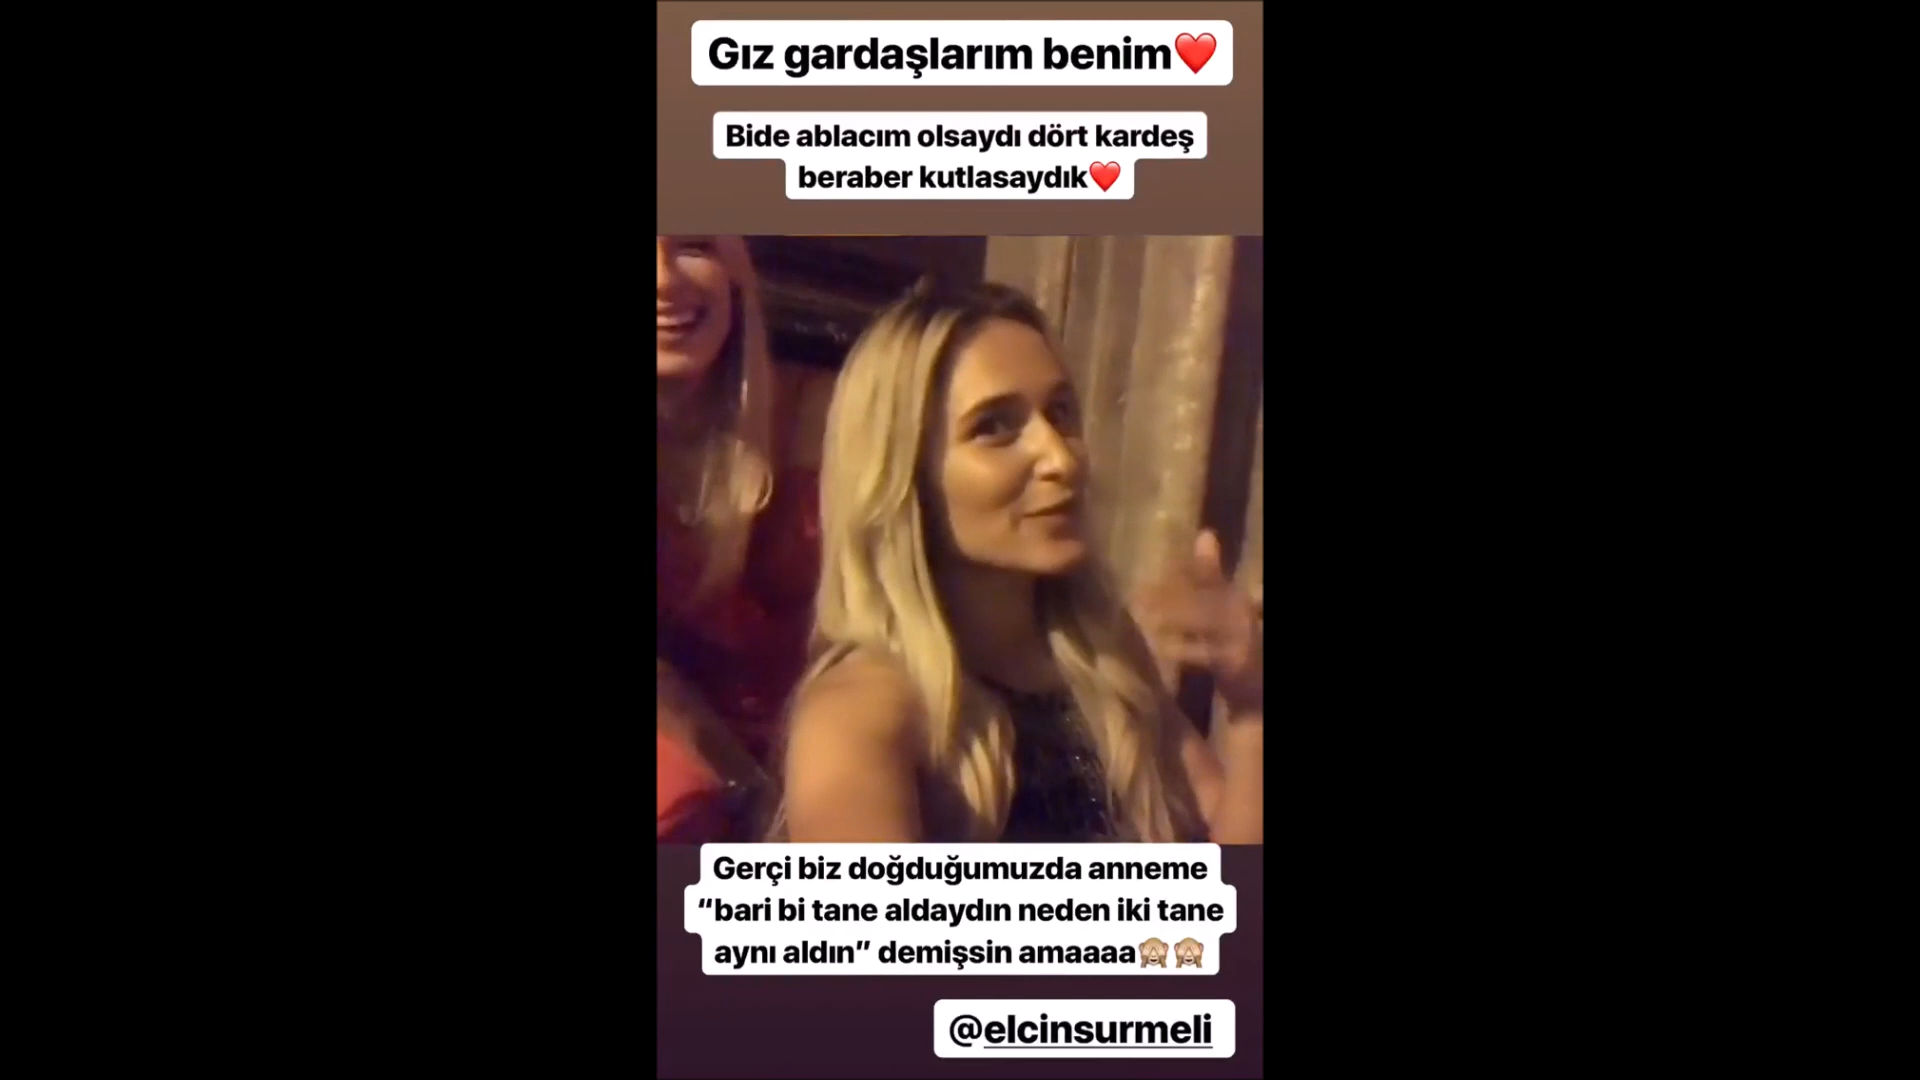 Gız gardaşlarım benim❤️
Bide ablacım olsaydı dört kardeş
beraber kutlasaydık❤️
Gerçi biz doğduğumuzda anneme
“bari bi tane aldaydın neden iki tane
aynı aldın” demişsin amaaaa🙈🙈
@elcinsurmeli